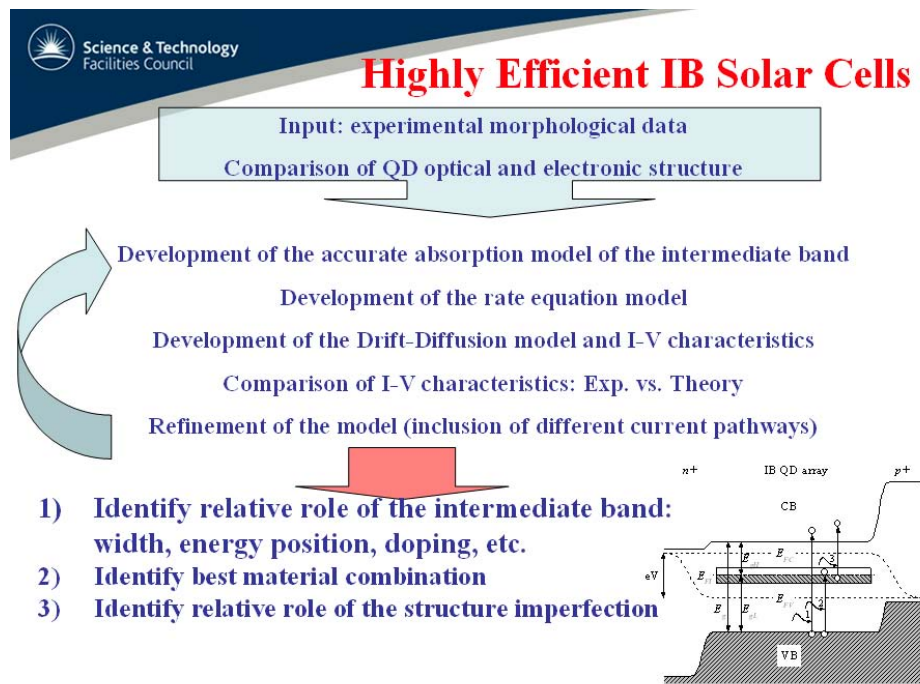 Science & Technology
Facilities Council
Highly Efficient IB Solar Cells
Input: experimental morphological data
Comparison of QD optical and electronic structure
Development of the accurate absorption model of the intermediate band
Development of the rate equation model
Development of the Drift-Diffusion model and I-V characteristics
Comparison of I-V characteristics: Exp. vs. Theory
Refinement of the model (inclusion of different current pathways)
1) Identify relative role of the intermediate band:
width, energy position, doping, etc.
2) Identify best material combination
3) Identify relative role of the structure imperfection
n+ IB QD array p+
CB
eV
E
E
E
3
E
E
E
1
2
VB